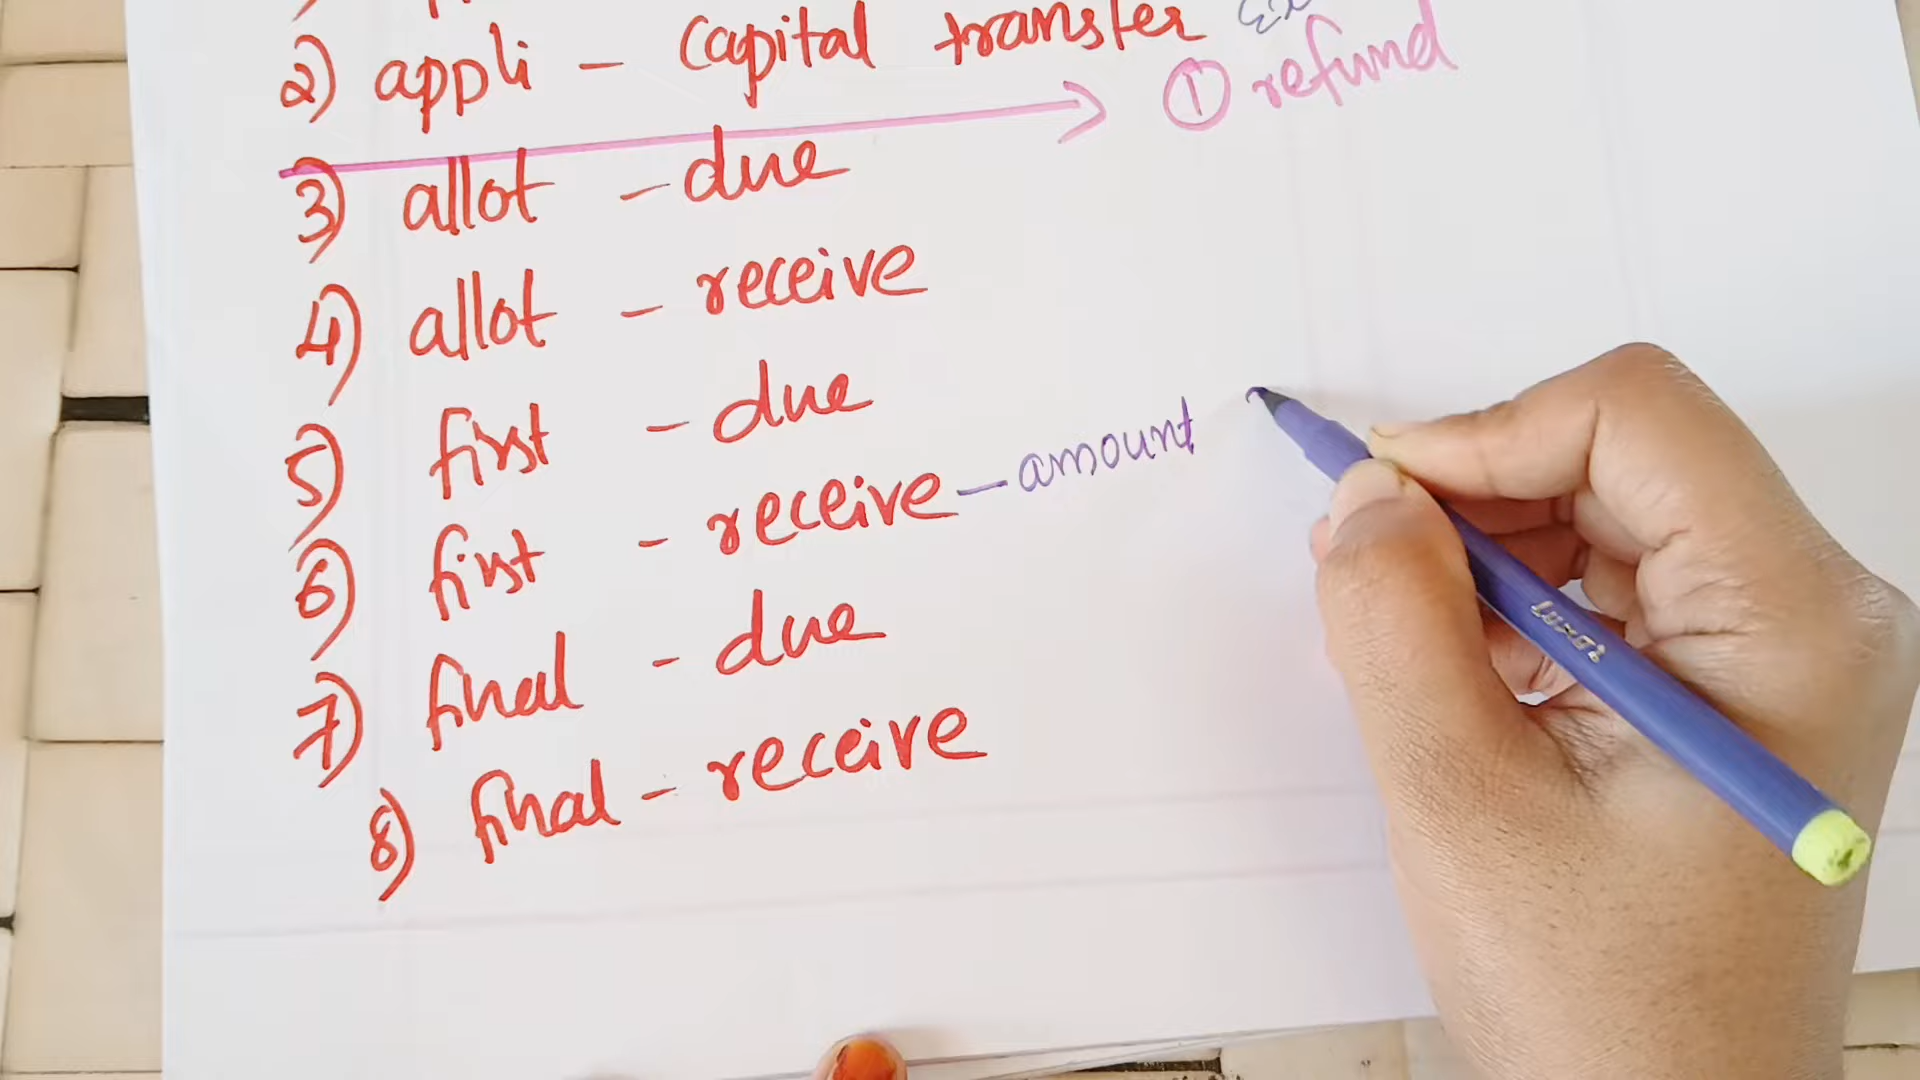 2) appli - Capital transfer
① refund
3) allot - due
4) allot - receive
5) first - due
6) first - receive - amount
7) final - due
8) final - receive
Luxor